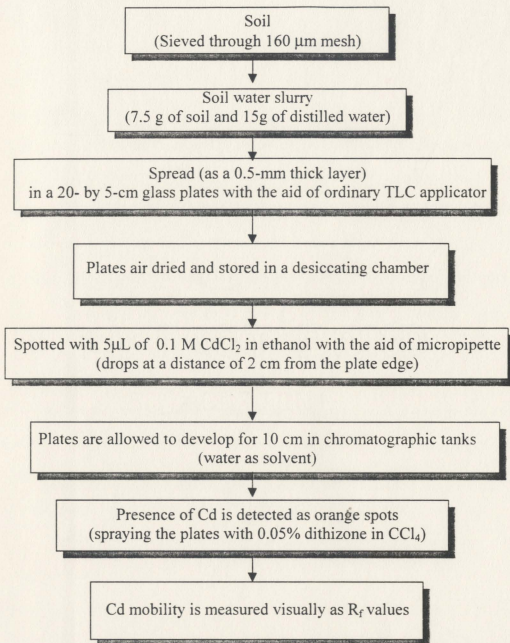 Soil
(Sieved through 160 μm mesh)
Soil water slurry
(7.5 g of soil and 15g of distilled water)
Spread (as a 0.5-mm thick layer)
in a 20- by 5-cm glass plates with the aid of ordinary TLC applicator
Plates air dried and stored in a desiccating chamber
Spotted with 5μL of 0.1 M CdCl₂ in ethanol with the aid of micropipette
(drops at a distance of 2 cm from the plate edge)
Plates are allowed to develop for 10 cm in chromatographic tanks
(water as solvent)
Presence of Cd is detected as orange spots
(spraying the plates with 0.05% dithizone in CCl₄)
Cd mobility is measured visually as R_f values